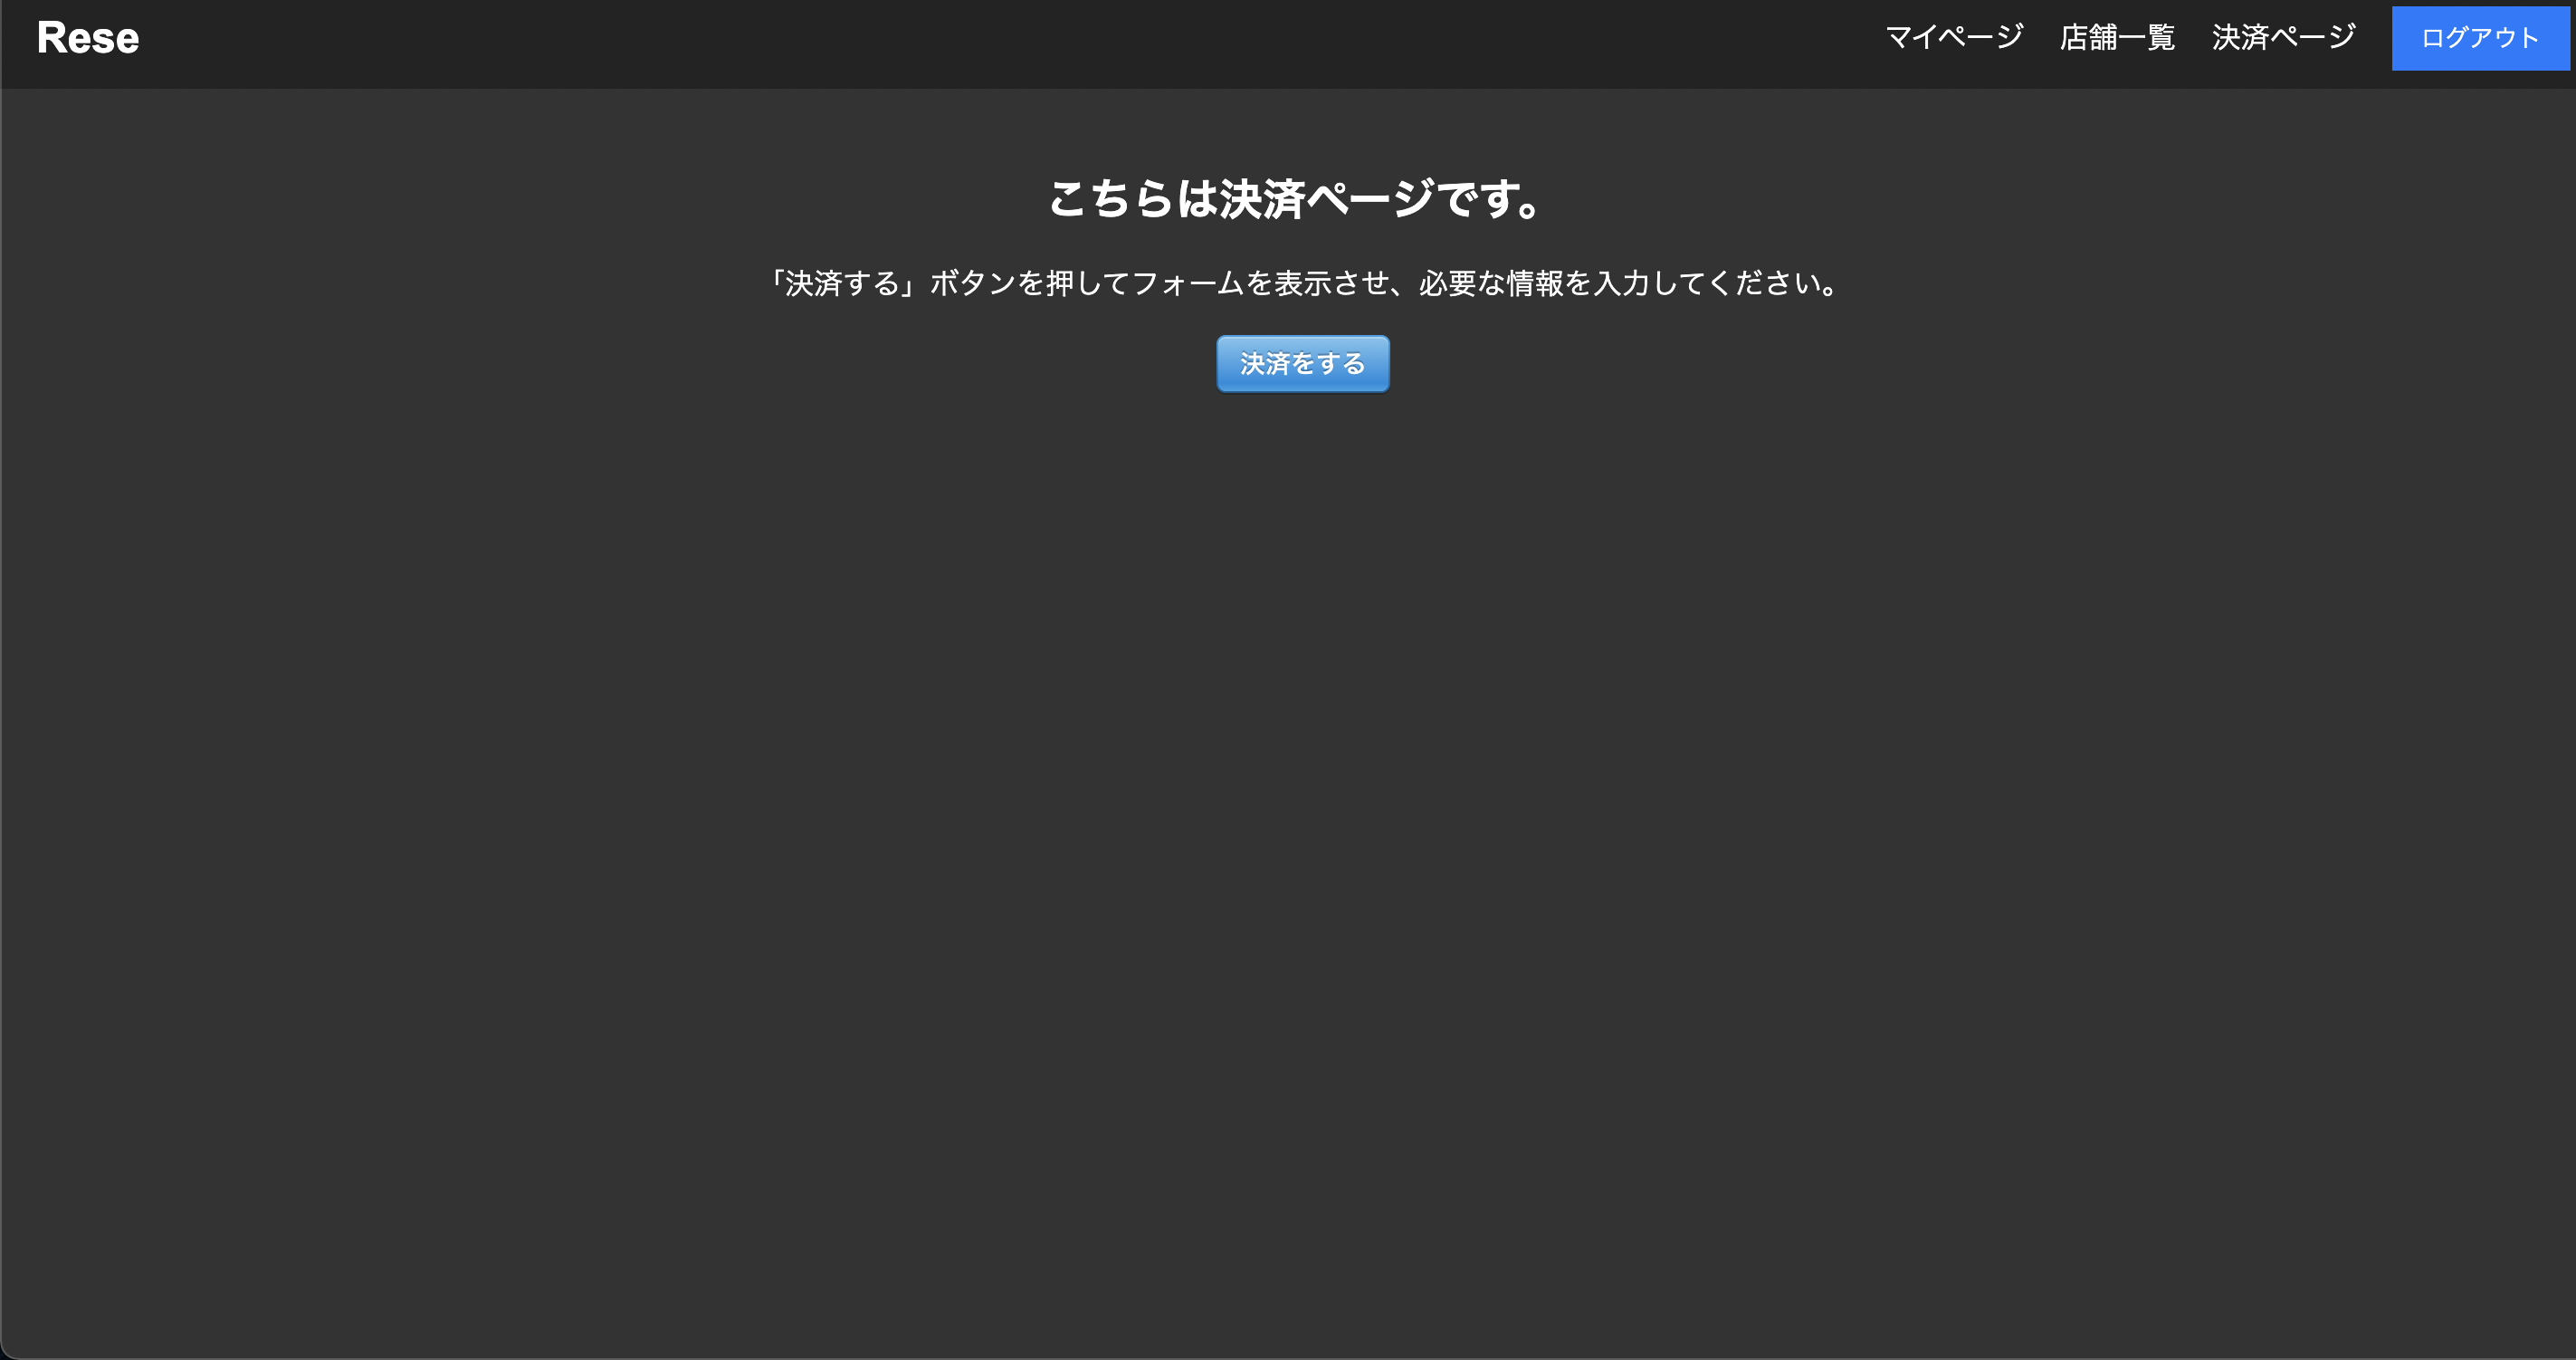 Rese
マイページ 店舗一覧 決済ページ ログアウト
こちらは決済ページです。
「決済する」ボタンを押してフォームを表示させ、必要な情報を入力してください。
決済をする